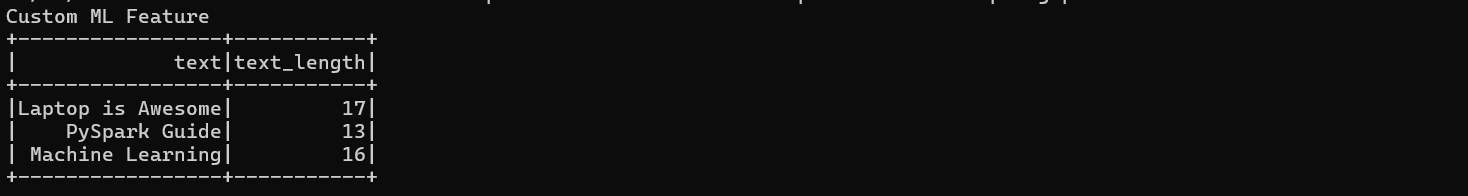 Custom ML Feature
+-----------------+-----------+
|             text|text_length|
+-----------------+-----------+
|Laptop is Awesome|         17|
|    PySpark Guide|         13|
| Machine Learning|         16|
+-----------------+-----------+